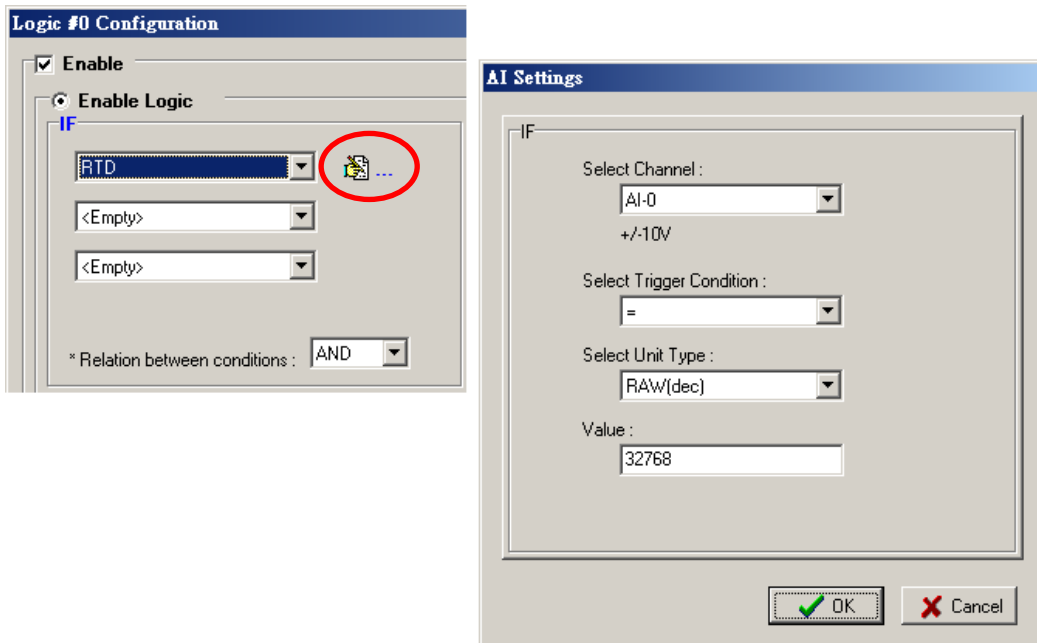 Logic #0 Configuration
Enable
Enable Logic
IF
RTD
...
<Empty>
<Empty>
* Relation between conditions : AND
AI Settings
IF
Select Channel :
AI-0
+/-10V
Select Trigger Condition :
=
Select Unit Type :
RAW(dec)
Value :
32768
OK Cancel